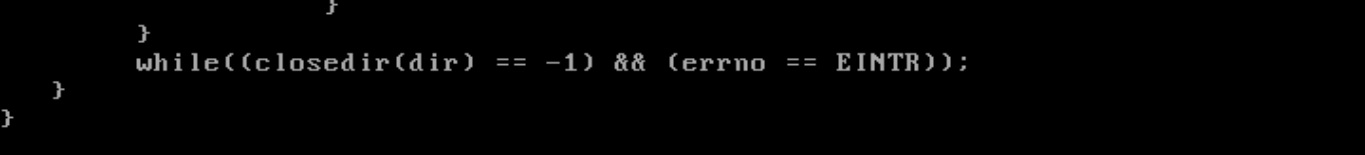 }
}
while((closedir(dir) == -1) && (errno == EINTR));
}
}